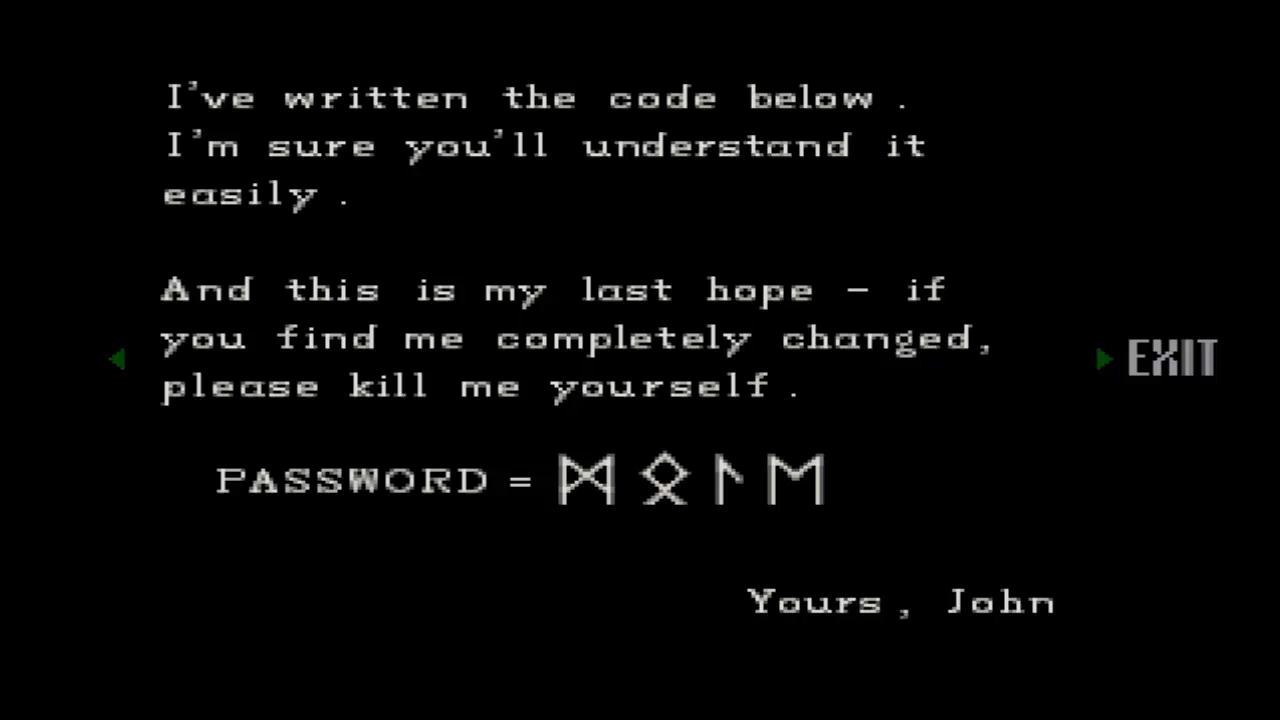 I've written the code below .
I'm sure you'll understand it
easily .
And this is my last hope - if
you find me completely changed,
please kill me yourself .
EXIT
PASSWORD = ᛞᛟᛚᛖ
Yours , John